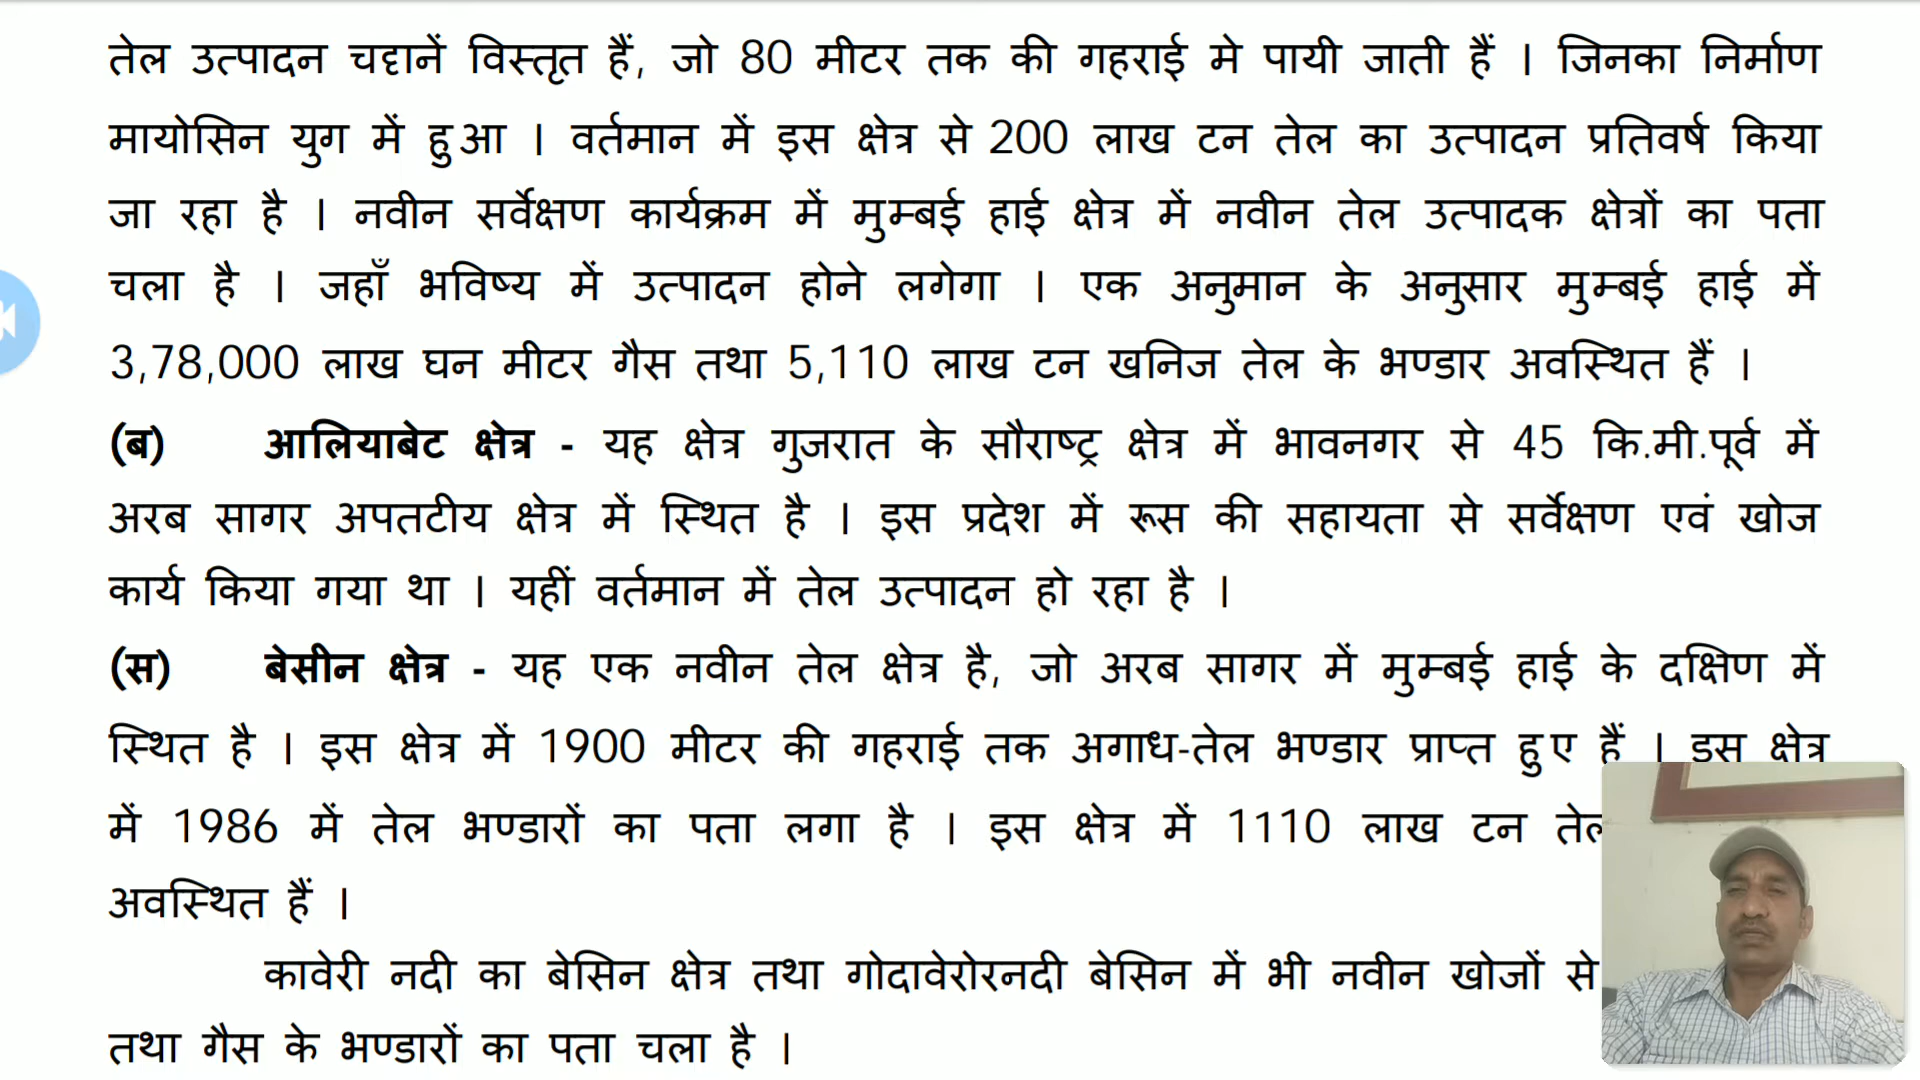 तेल उत्पादन चट्टानें विस्तृत हैं, जो 80 मीटर तक की गहराई मे पायी जाती हैं । जिनका निर्माण
मायोसिन युग में हुआ । वर्तमान में इस क्षेत्र से 200 लाख टन तेल का उत्पादन प्रतिवर्ष किया
जा रहा है । नवीन सर्वेक्षण कार्यक्रम में मुम्बई हाई क्षेत्र में नवीन तेल उत्पादक क्षेत्रों का पता
चला है । जहाँ भविष्य में उत्पादन होने लगेगा । एक अनुमान के अनुसार मुम्बई हाई में
3,78,000 लाख घन मीटर गैस तथा 5,110 लाख टन खनिज तेल के भण्डार अवस्थित हैं ।
(ब) आलियाबेट क्षेत्र - यह क्षेत्र गुजरात के सौराष्ट्र क्षेत्र में भावनगर से 45 कि.मी.पूर्व में
अरब सागर अपतटीय क्षेत्र में स्थित है । इस प्रदेश में रूस की सहायता से सर्वेक्षण एवं खोज
कार्य किया गया था । यहीं वर्तमान में तेल उत्पादन हो रहा है ।
(स) बेसीन क्षेत्र - यह एक नवीन तेल क्षेत्र है, जो अरब सागर में मुम्बई हाई के दक्षिण में
स्थित है । इस क्षेत्र में 1900 मीटर की गहराई तक अगाध-तेल भण्डार प्राप्त हुए हैं । इस क्षेत्र
में 1986 में तेल भण्डारों का पता लगा है । इस क्षेत्र में 1110 लाख टन तेल
अवस्थित हैं ।
कावेरी नदी का बेसिन क्षेत्र तथा गोदावेरोरनदी बेसिन में भी नवीन खोजों से
तथा गैस के भण्डारों का पता चला है ।